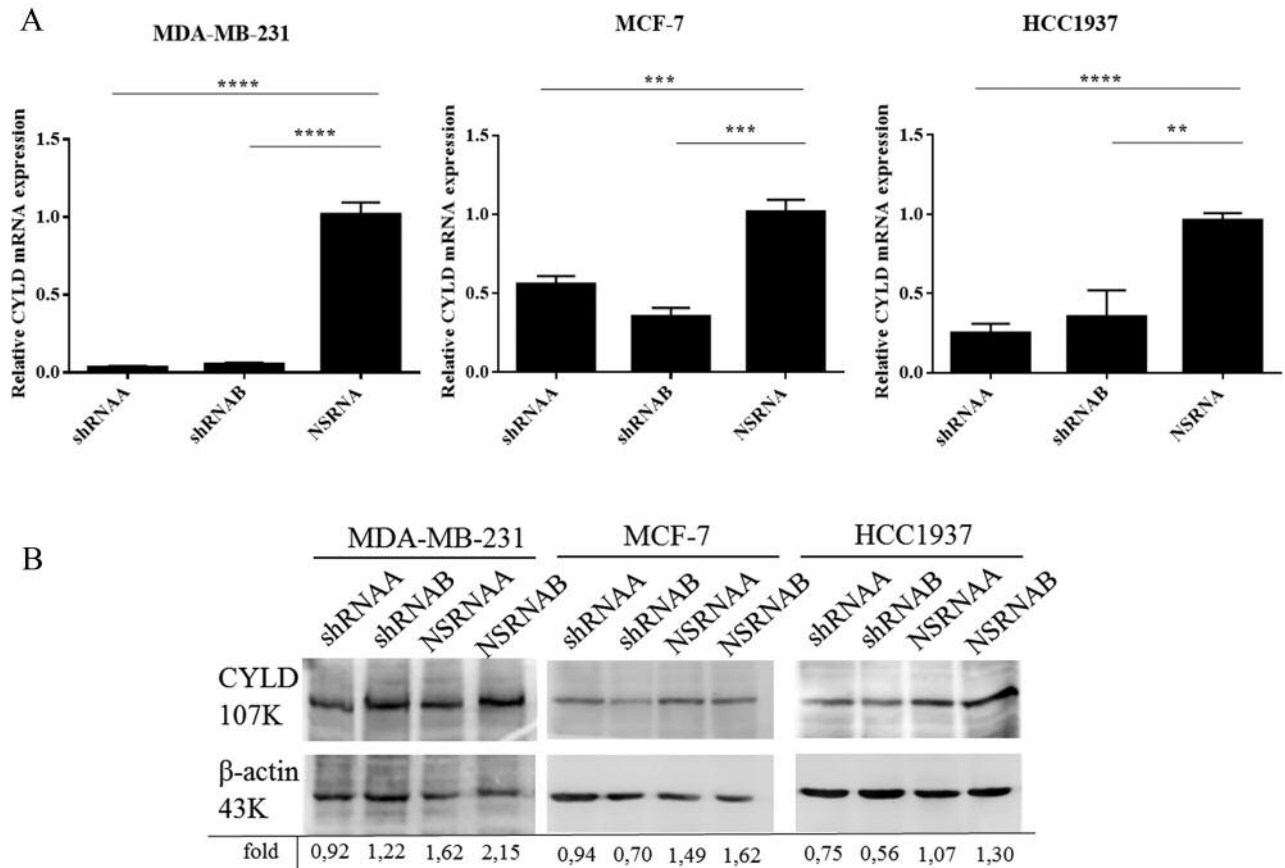 A
MDA-MB-231
****
****
Relative CYLD mRNA expression
1.5
1.0
0.5
0.0
shRNAA
shRNAB
NSRNA
MCF-7
***
***
Relative CYLD mRNA expression
1.5
1.0
0.5
0.0
shRNAA
shRNAB
NSRNA
HCC1937
****
**
Relative CYLD mRNA expression
1.5
1.0
0.5
0.0
shRNAA
shRNAB
NSRNA
B
MDA-MB-231 MCF-7 HCC1937
shRNAA shRNAB NSRNAA NSRNAB shRNAA shRNAB NSRNAA NSRNAB shRNAA shRNAB NSRNAA NSRNAB
CYLD
107K
β-actin
43K
fold 0,92 1,22 1,62 2,15 0,94 0,70 1,49 1,62 0,75 0,56 1,07 1,30